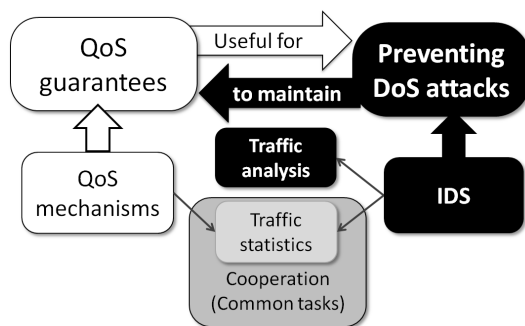 QoS
guarantees
Useful for
Preventing
DoS attacks
to maintain
Traffic
analysis
QoS
mechanisms
IDS
Traffic
statistics
Cooperation
(Common tasks)